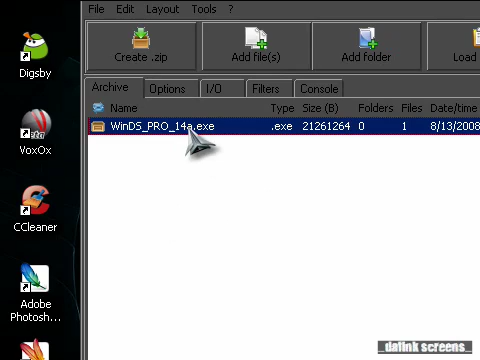 File Edit Layout Tools ?
Create .zip Add file(s) Add folder Load
Archive Options I/O Filters Console
Name Type Size (B) Folders Files Date/time
WinDS_PRO_14a.exe .exe 21261264 0 1 8/13/2008
Digsby
VoxOx
CCleaner
Adobe
Photosh...
dalink screens